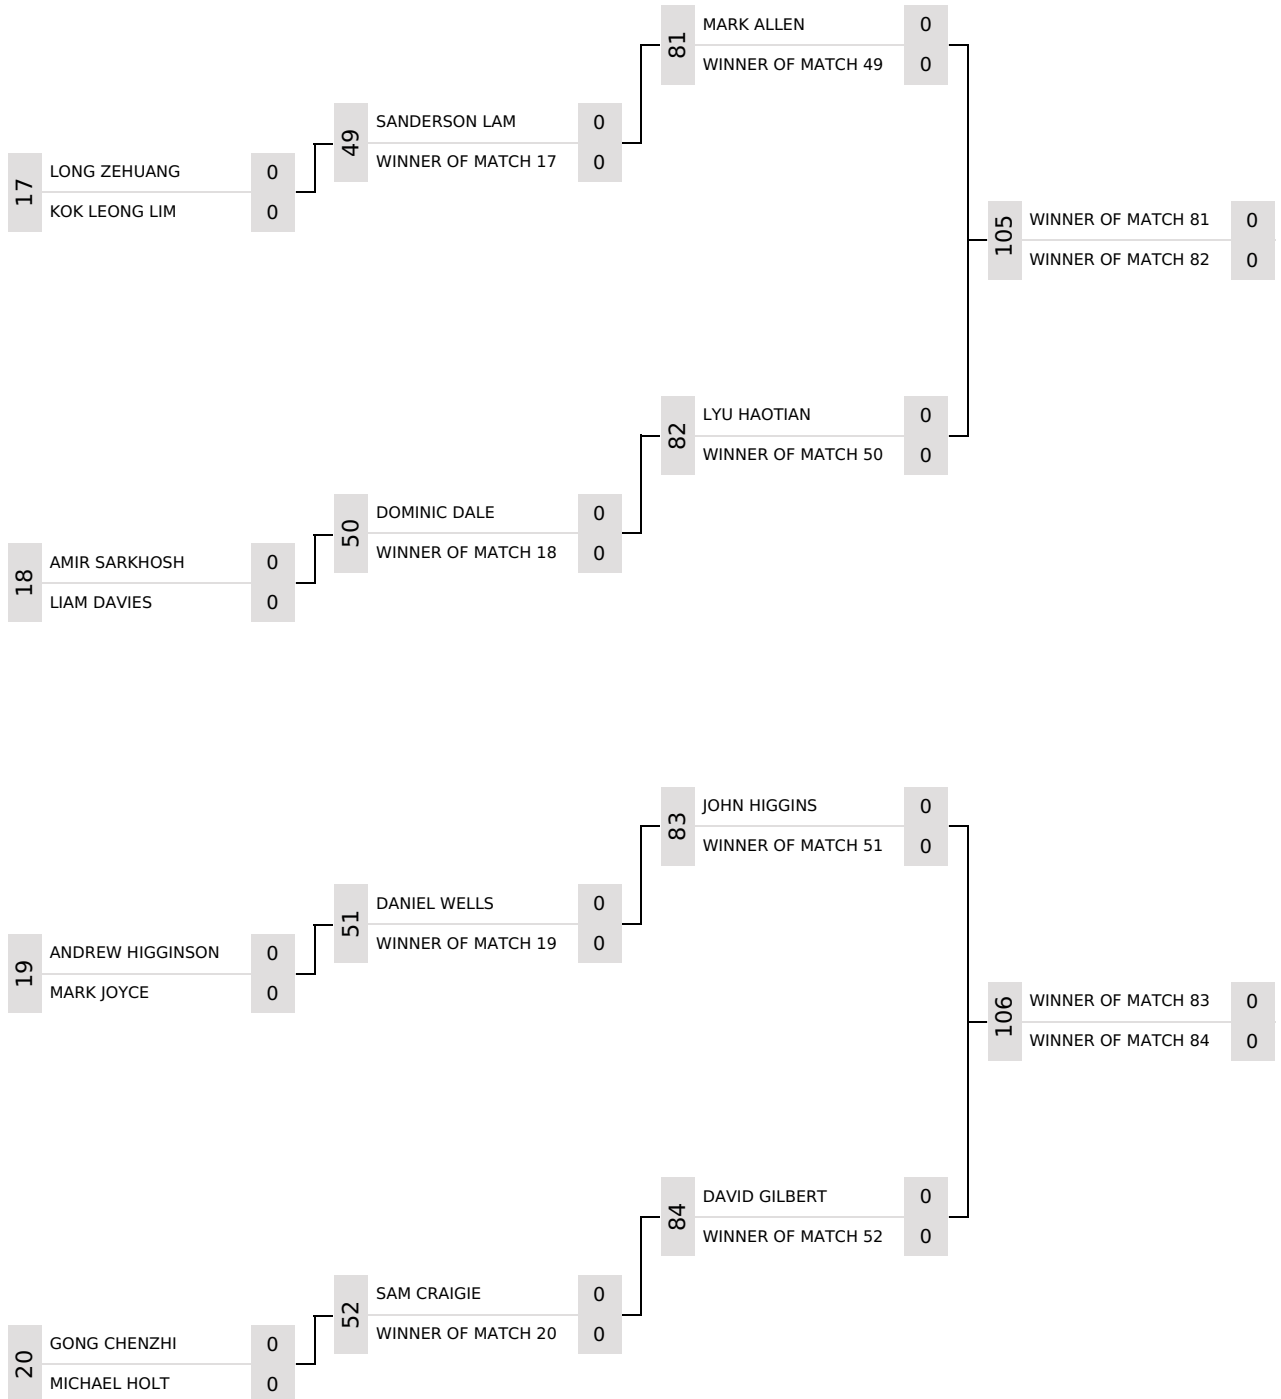 81
MARK ALLEN 0
WINNER OF MATCH 49 0
49
SANDERSON LAM 0
WINNER OF MATCH 17 0
17
LONG ZEHUANG 0
KOK LEONG LIM 0
105
WINNER OF MATCH 81 0
WINNER OF MATCH 82 0
82
LYU HAOTIAN 0
WINNER OF MATCH 50 0
50
DOMINIC DALE 0
WINNER OF MATCH 18 0
18
AMIR SARKHOSH 0
LIAM DAVIES 0
83
JOHN HIGGINS 0
WINNER OF MATCH 51 0
51
DANIEL WELLS 0
WINNER OF MATCH 19 0
19
ANDREW HIGGINSON 0
MARK JOYCE 0
106
WINNER OF MATCH 83 0
WINNER OF MATCH 84 0
84
DAVID GILBERT 0
WINNER OF MATCH 52 0
52
SAM CRAIGIE 0
WINNER OF MATCH 20 0
20
GONG CHENZHI 0
MICHAEL HOLT 0